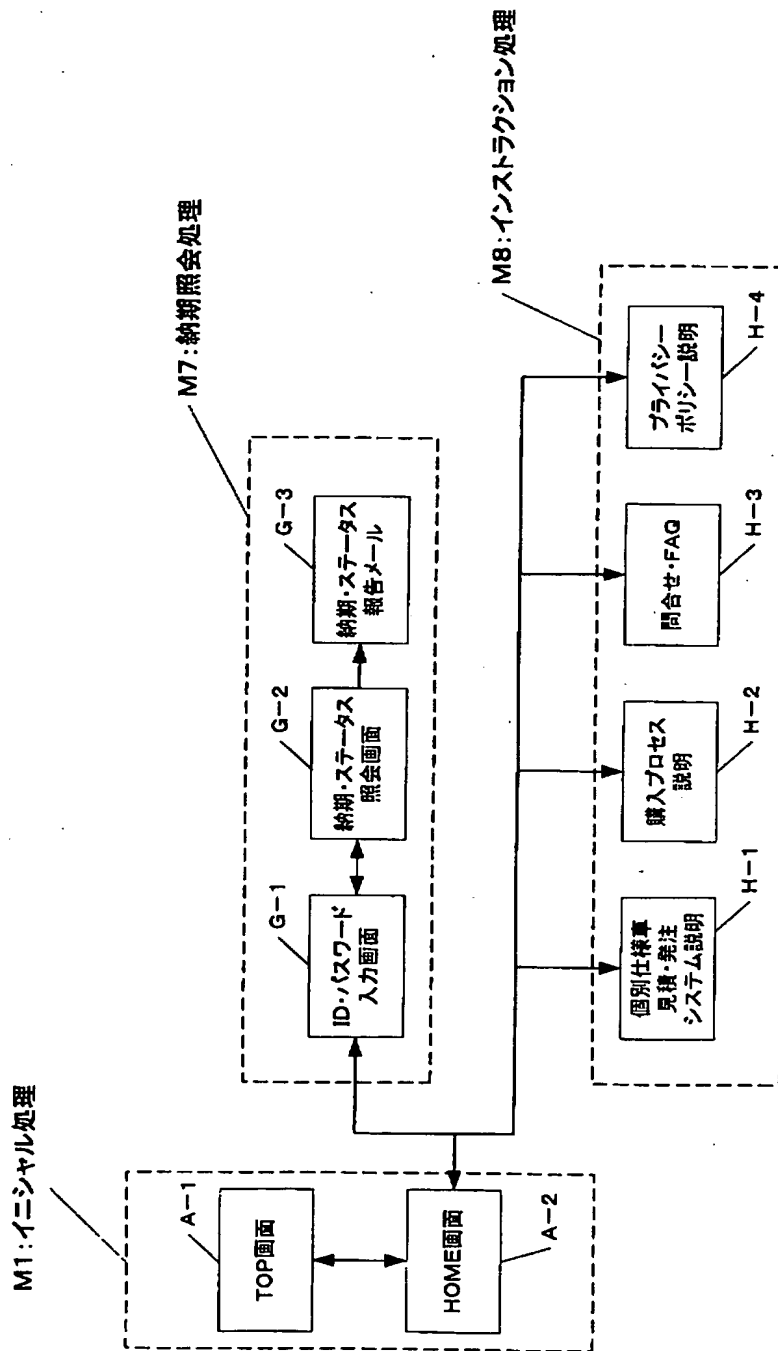 M1:イニシャル処理
A-1
TOP画面
HOME画面
A-2
M7:納期照会処理
G-1
ID・パスワード
入力画面
G-2
納期・ステータス
照会画面
G-3
納期・ステータス
報告メール
M8:インストラクション処理
個別仕様車
見積・発注
システム説明
H-1
購入プロセス
説明
H-2
問合せ・FAQ
H-3
プライバシー
ポリシー説明
H-4